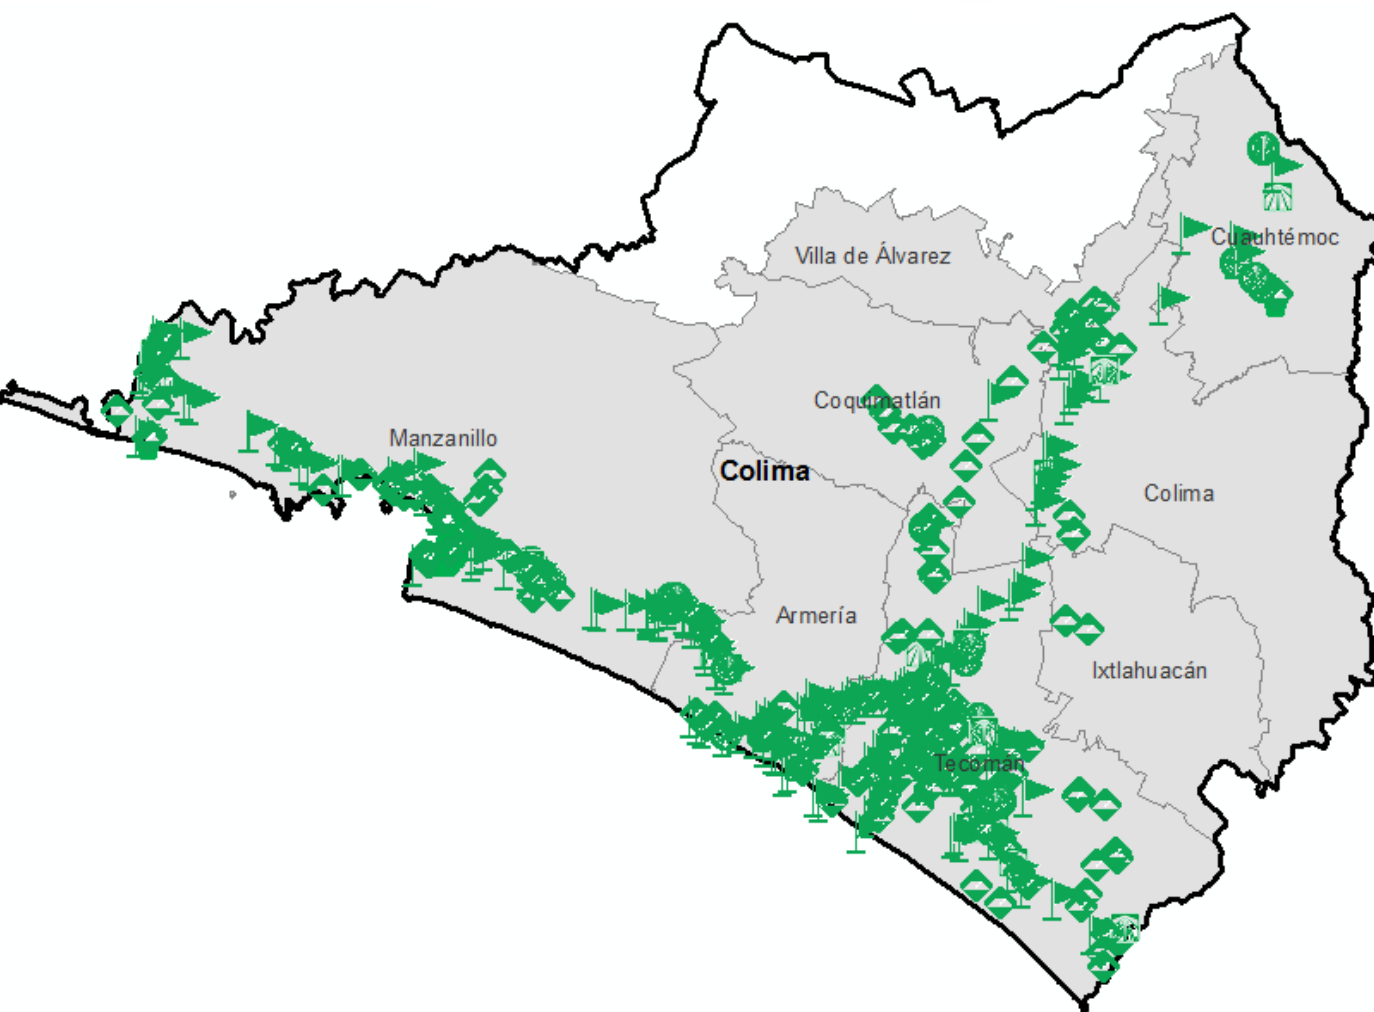 Cuauhtémoc
Villa de Álvarez
Coquimatlán
Manzanillo
Colima
Colima
Armería
Ixtlahuacán
Tecomán